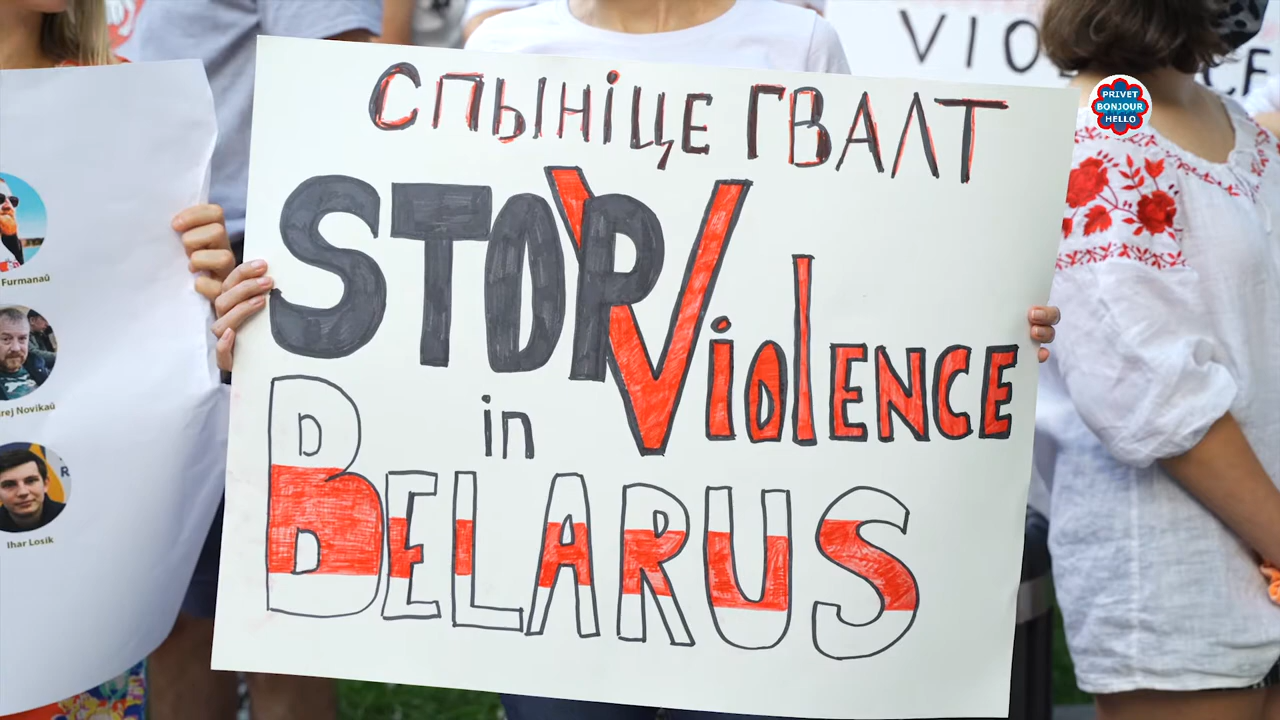 СПЫНІЦЕ ГВАЛТ
STOP VIOLENCE
in
BELARUS
Furmanaŭ
Novikaŭ
Ihar Losik
PRIVET
BONJOUR
HELLO